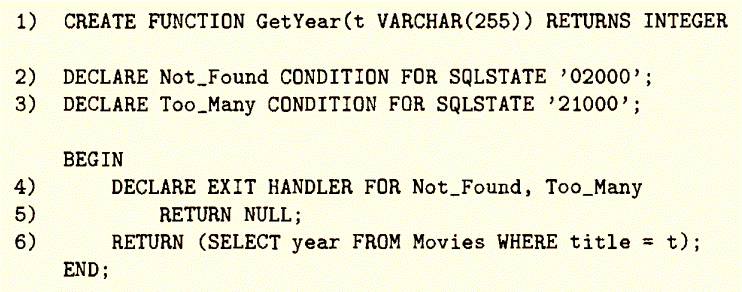 1) CREATE FUNCTION GetYear(t VARCHAR(255)) RETURNS INTEGER
2) DECLARE Not_Found CONDITION FOR SQLSTATE '02000';
3) DECLARE Too_Many CONDITION FOR SQLSTATE '21000';
BEGIN
4) DECLARE EXIT HANDLER FOR Not_Found, Too_Many
5) RETURN NULL;
6) RETURN (SELECT year FROM Movies WHERE title = t);
END;